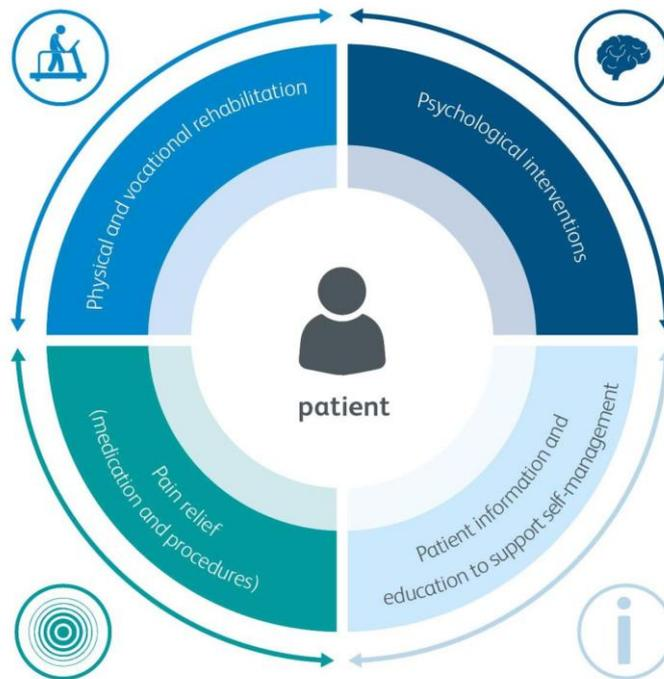 Physical and vocational rehabilitation
Psychological interventions
patient
Pain relief
(medication and procedures)
Patient information and
education to support self-management